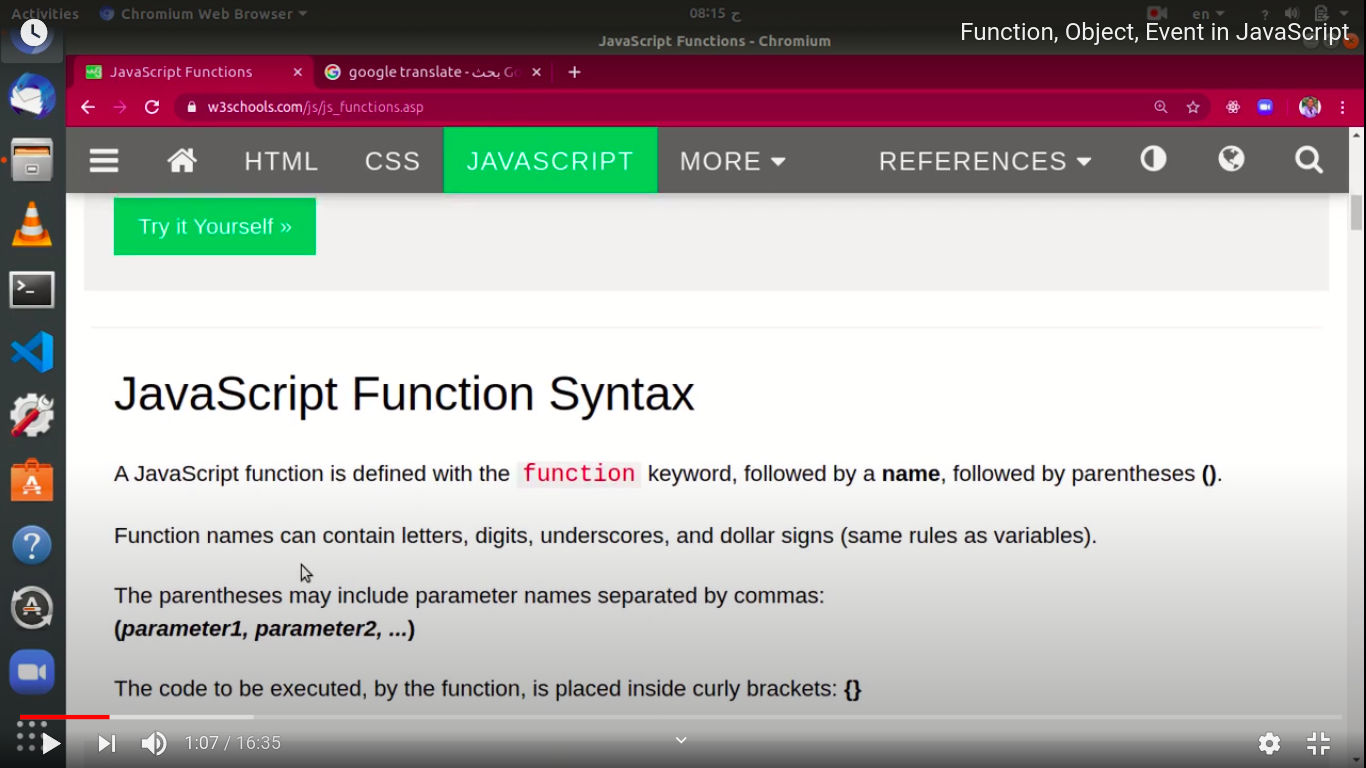 Activities
Chromium Web Browser
08:15 ح
en
?
Function, Object, Event in JavaScript
JavaScript Functions - Chromium
JavaScript Functions
google translate - بحث Go
w3schools.com/js/js_functions.asp
HTML
CSS
JAVASCRIPT
MORE
REFERENCES
Try it Yourself »
JavaScript Function Syntax
A JavaScript function is defined with the function keyword, followed by a name, followed by parentheses ().
Function names can contain letters, digits, underscores, and dollar signs (same rules as variables).
The parentheses may include parameter names separated by commas:
(parameter1, parameter2, ...)
The code to be executed, by the function, is placed inside curly brackets: {}
1:07 / 16:35